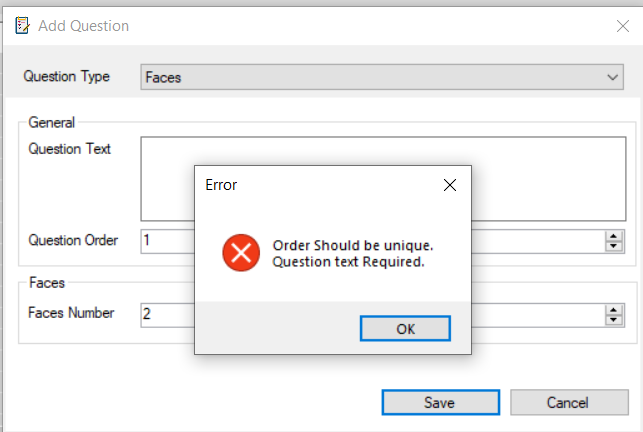 Add Question
Question Type
Faces
General
Question Text
Error
Order Should be unique.
Question text Required.
OK
Question Order
1
Faces
Faces Number
2
Save
Cancel